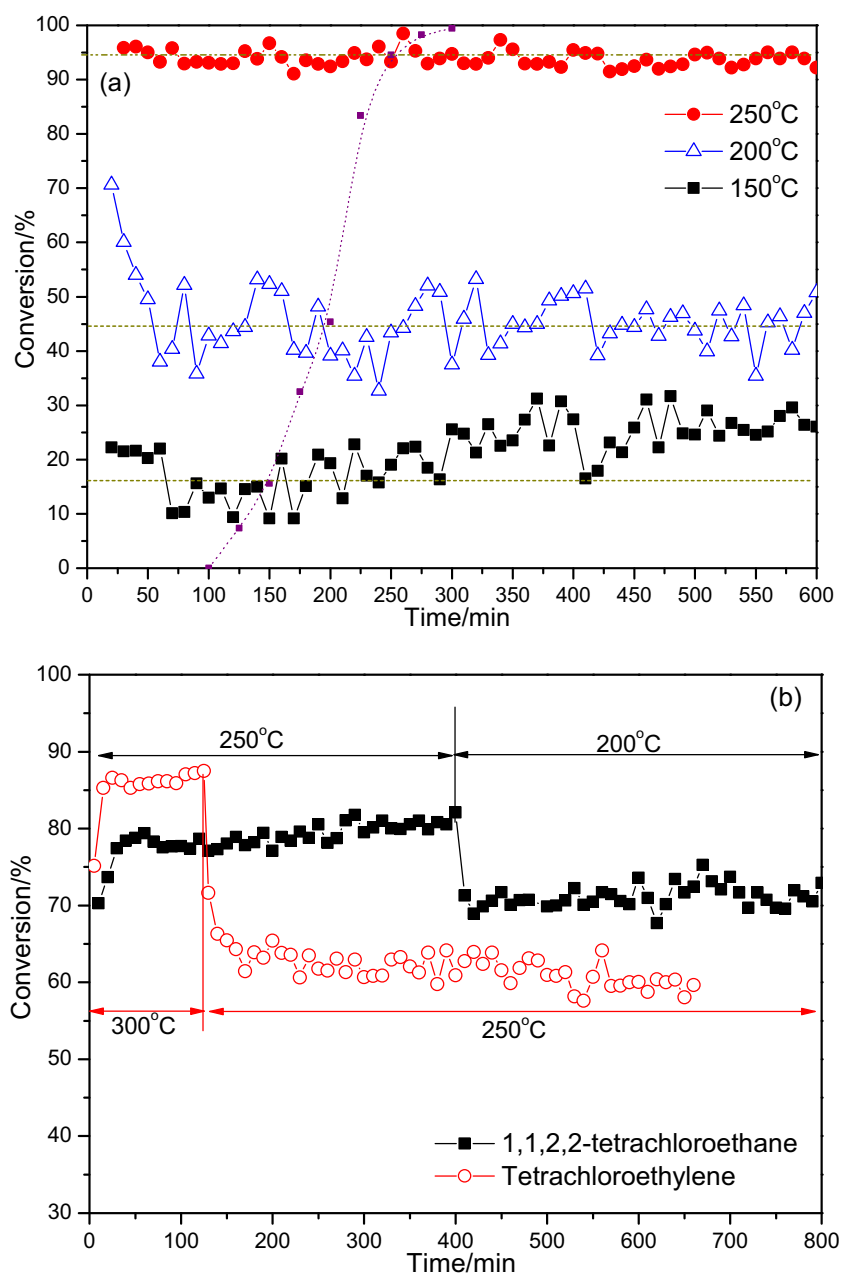 100
90
80
70
60
50
40
30
20
10
0
Conversion/%
(a)
250°C
200°C
150°C
0 50 100 150 200 250 300 350 400 450 500 550 600
Time/min
100
90
80
70
60
50
40
30
Conversion/%
(b)
250°C 200°C
300°C 250°C
1,1,2,2-tetrachloroethane
Tetrachloroethylene
0 100 200 300 400 500 600 700 800
Time/min